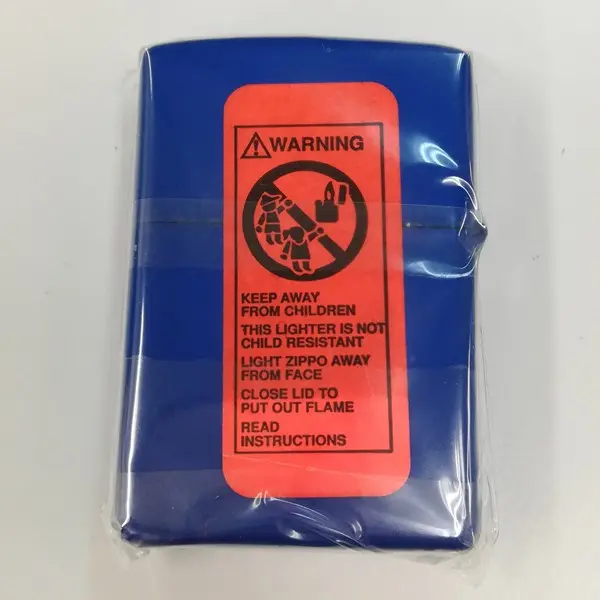 WARNING
KEEP AWAY
FROM CHILDREN
THIS LIGHTER IS NOT
CHILD RESISTANT
LIGHT ZIPPO AWAY
FROM FACE
CLOSE LID TO
PUT OUT FLAME
READ
INSTRUCTIONS